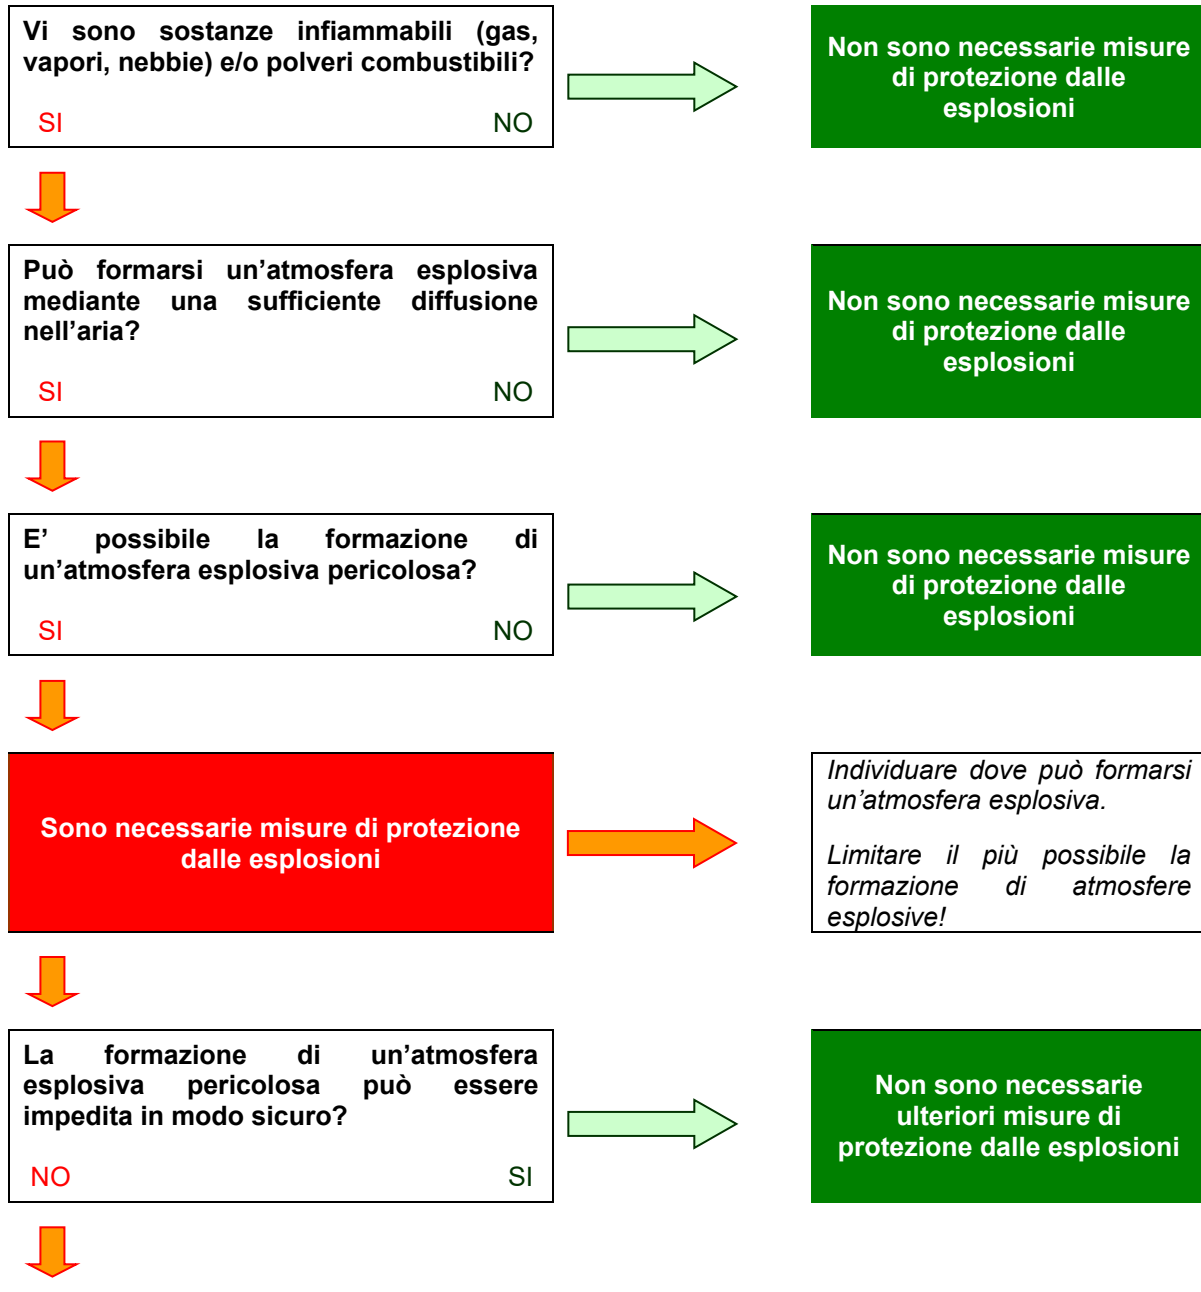 Vi sono sostanze infiammabili (gas,
vapori, nebbie) e/o polveri combustibili?
SI NO
Non sono necessarie misure
di protezione dalle
esplosioni
Può formarsi un’atmosfera esplosiva
mediante una sufficiente diffusione
nell’aria?
SI NO
Non sono necessarie misure
di protezione dalle
esplosioni
E’ possibile la formazione di
un’atmosfera esplosiva pericolosa?
SI NO
Non sono necessarie misure
di protezione dalle
esplosioni
Sono necessarie misure di protezione
dalle esplosioni
Individuare dove può formarsi
un’atmosfera esplosiva.
Limitare il più possibile la
formazione di atmosfere
esplosive!
La formazione di un’atmosfera
esplosiva pericolosa può essere
impedita in modo sicuro?
NO SI
Non sono necessarie
ulteriori misure di
protezione dalle esplosioni